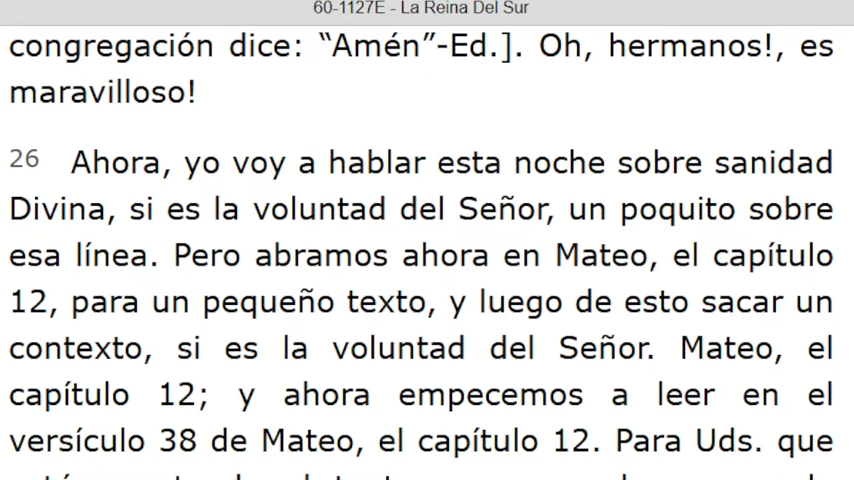 60-1127E - La Reina Del Sur
congregación dice: “Amén”-Ed.]. Oh, hermanos!, es
maravilloso!
26 Ahora, yo voy a hablar esta noche sobre sanidad
Divina, si es la voluntad del Señor, un poquito sobre
esa línea. Pero abramos ahora en Mateo, el capítulo
12, para un pequeño texto, y luego de esto sacar un
contexto, si es la voluntad del Señor. Mateo, el
capítulo 12; y ahora empecemos a leer en el
versículo 38 de Mateo, el capítulo 12. Para Uds. que